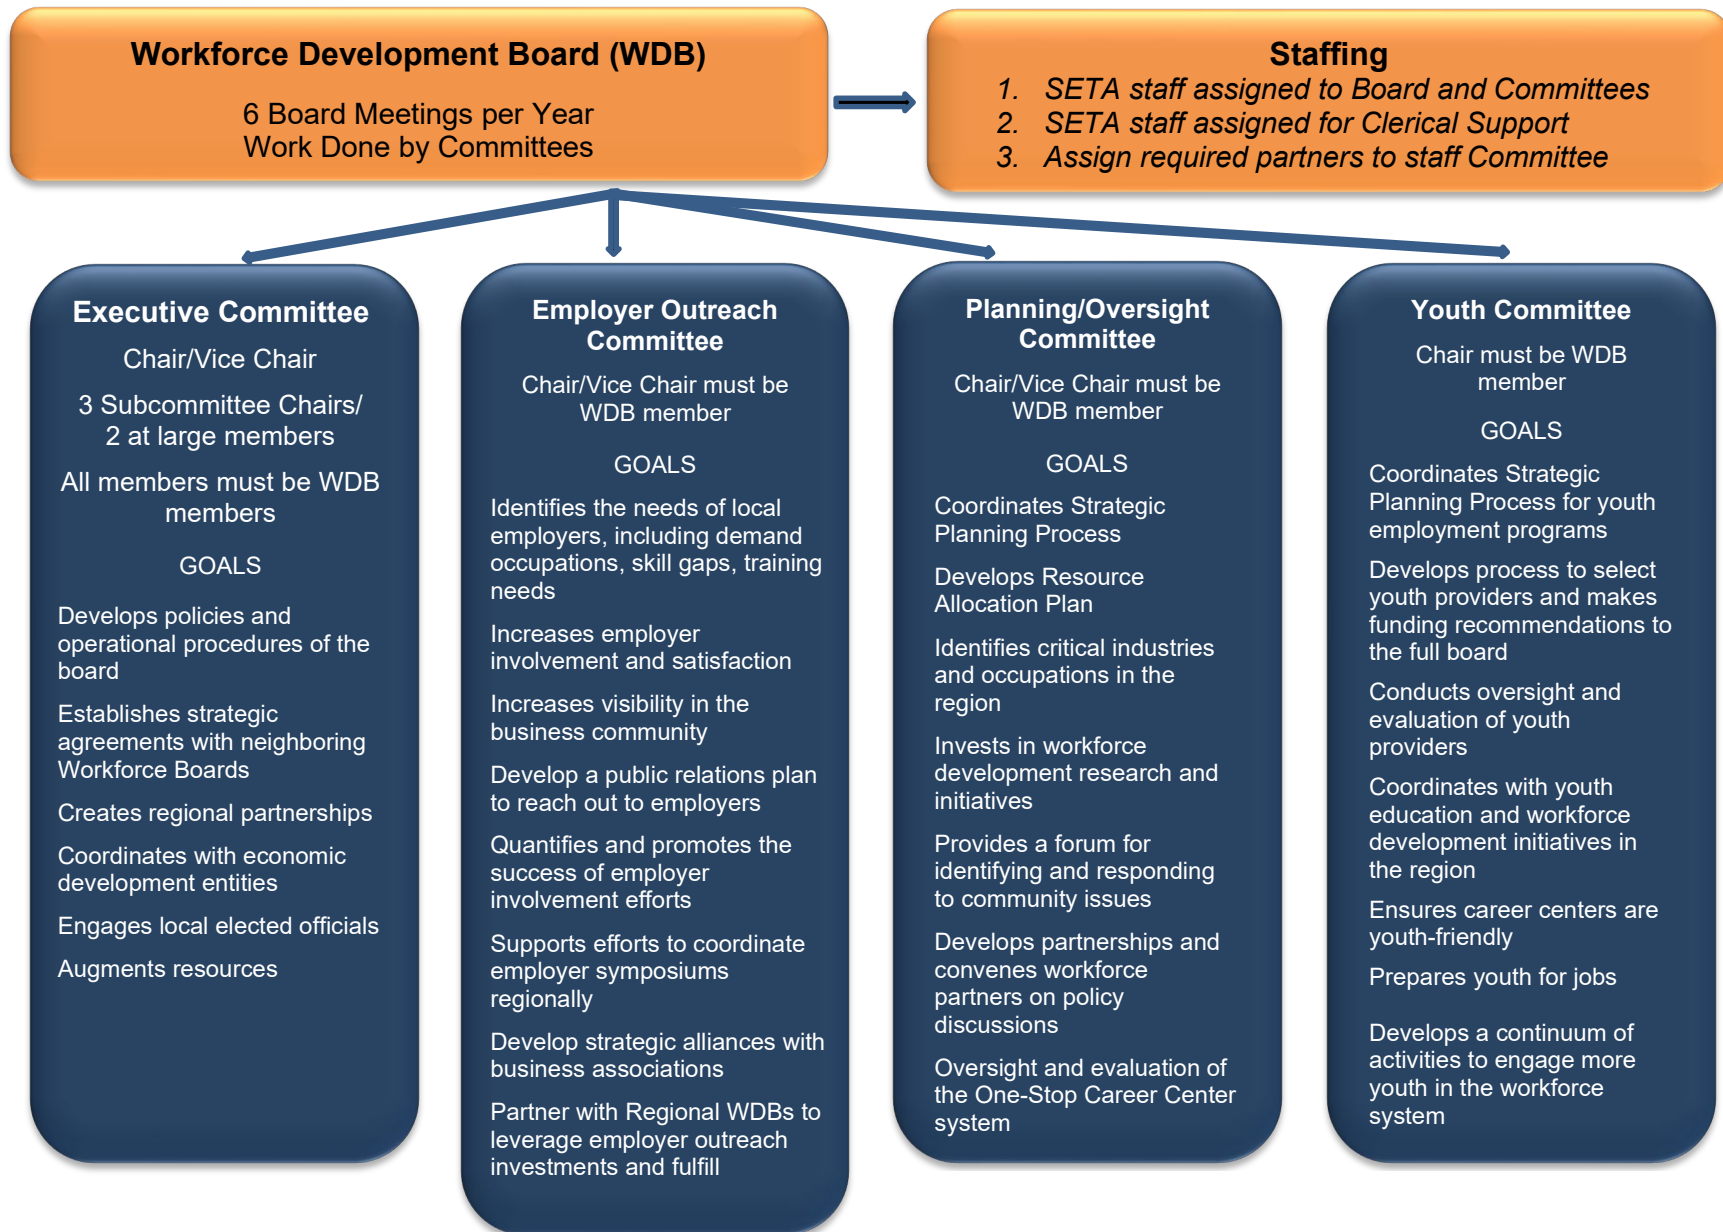 Workforce Development Board (WDB)
6 Board Meetings per Year
Work Done by Committees
Staffing
1. SETA staff assigned to Board and Committees
2. SETA staff assigned for Clerical Support
3. Assign required partners to staff Committee
Executive Committee
Chair/Vice Chair
3 Subcommittee Chairs/
2 at large members
All members must be WDB
members
GOALS
Develops policies and
operational procedures of the
board
Establishes strategic
agreements with neighboring
Workforce Boards
Creates regional partnerships
Coordinates with economic
development entities
Engages local elected officials
Augments resources
Employer Outreach
Committee
Chair/Vice Chair must be
WDB member
GOALS
Identifies the needs of local
employers, including demand
occupations, skill gaps, training
needs
Increases employer
involvement and satisfaction
Increases visibility in the
business community
Develop a public relations plan
to reach out to employers
Quantifies and promotes the
success of employer
involvement efforts
Supports efforts to coordinate
employer symposiums
regionally
Develop strategic alliances with
business associations
Partner with Regional WDBs to
leverage employer outreach
investments and fulfill
Planning/Oversight
Committee
Chair/Vice Chair must be
WDB member
GOALS
Coordinates Strategic
Planning Process
Develops Resource
Allocation Plan
Identifies critical industries
and occupations in the
region
Invests in workforce
development research and
initiatives
Provides a forum for
identifying and responding
to community issues
Develops partnerships and
convenes workforce
partners on policy
discussions
Oversight and evaluation of
the One-Stop Career Center
system
Youth Committee
Chair must be WDB
member
GOALS
Coordinates Strategic
Planning Process for youth
employment programs
Develops process to select
youth providers and makes
funding recommendations to
the full board
Conducts oversight and
evaluation of youth
providers
Coordinates with youth
education and workforce
development initiatives in
the region
Ensures career centers are
youth-friendly
Prepares youth for jobs
Develops a continuum of
activities to engage more
youth in the workforce
system